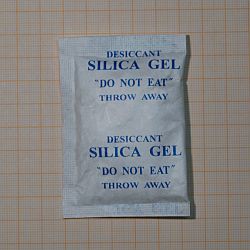 DESICCANT
SILICA GEL
"DO NOT EAT"
THROW AWAY
DESICCANT
SILICA GEL
"DO NOT EAT"
THROW AWAY